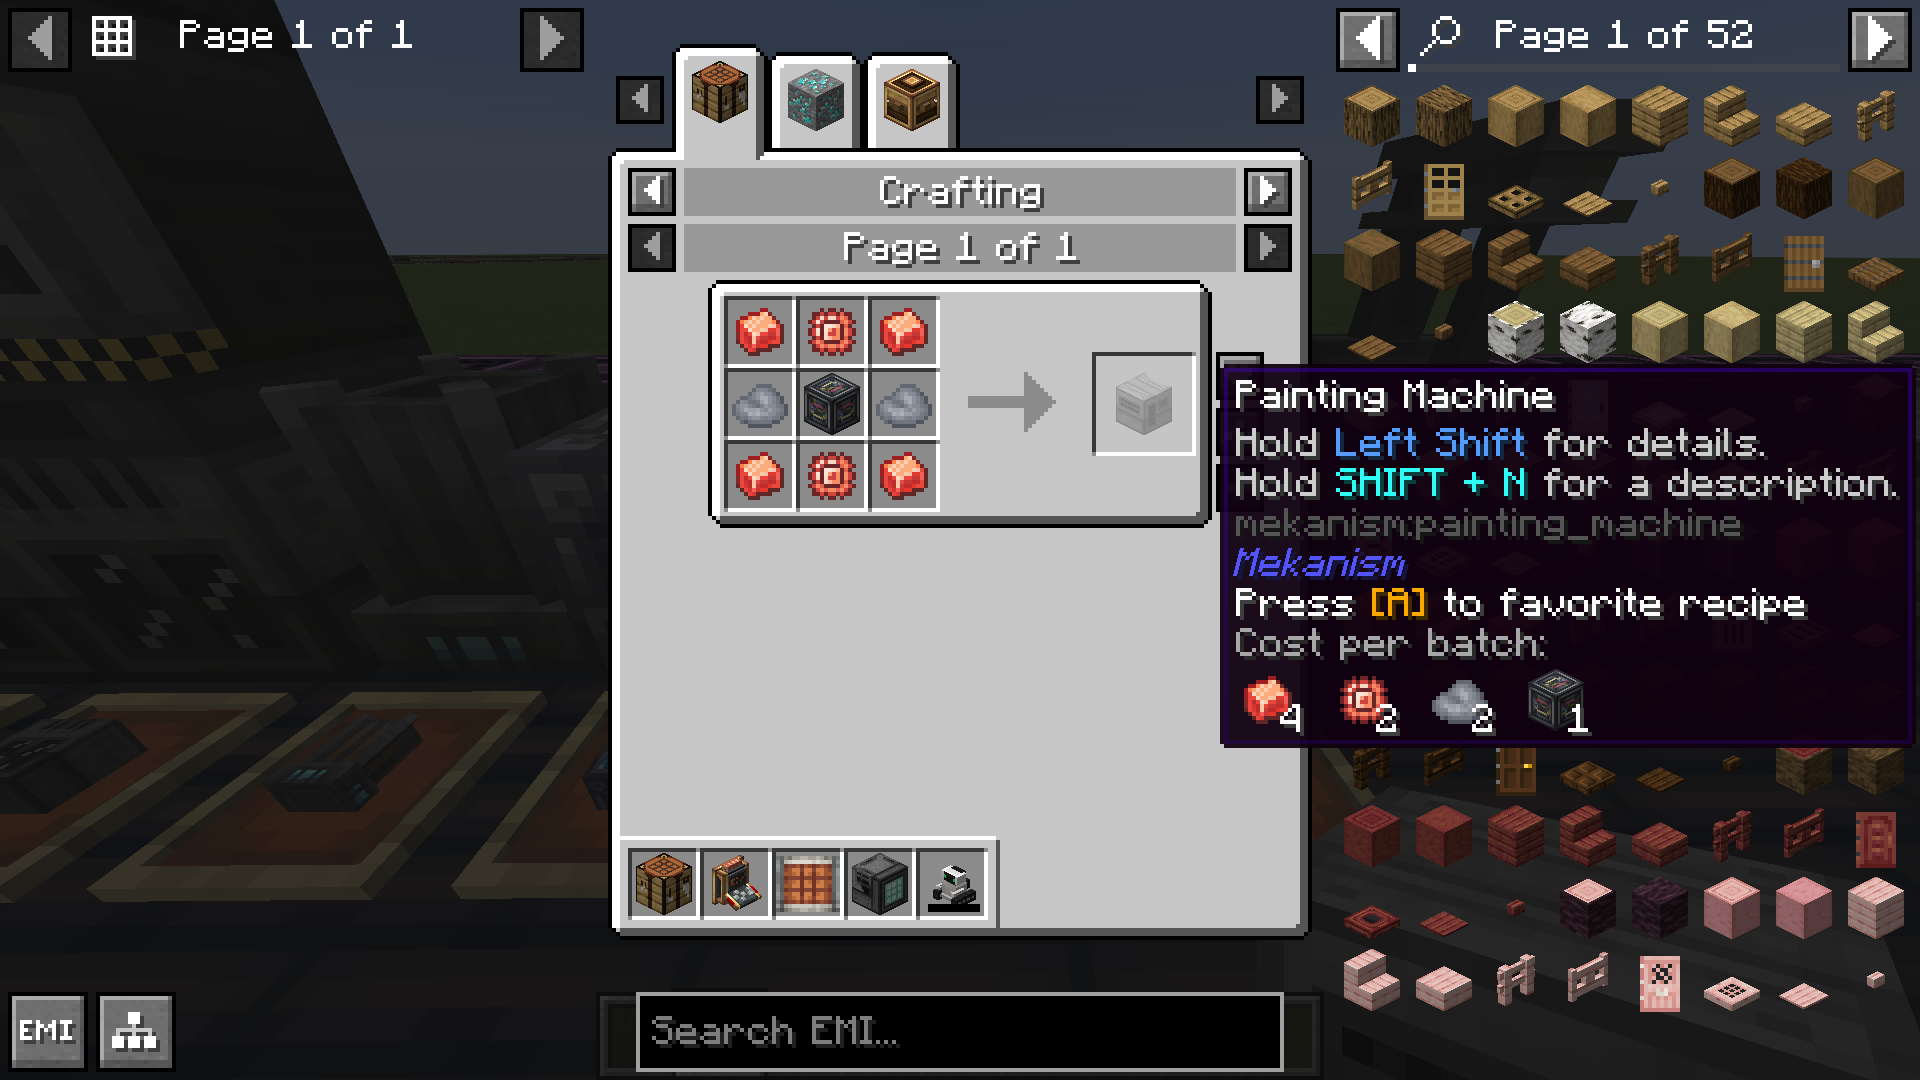 Page 1 of 1
Page 1 of 52
Crafting
Page 1 of 1
Painting Machine
Hold Left Shift for details.
Hold SHIFT + N for a description.
mekanism:painting_machine
Mekanism
Press [A] to favorite recipe
Cost per batch:
4 2 2 1
EMI
Search EMI...